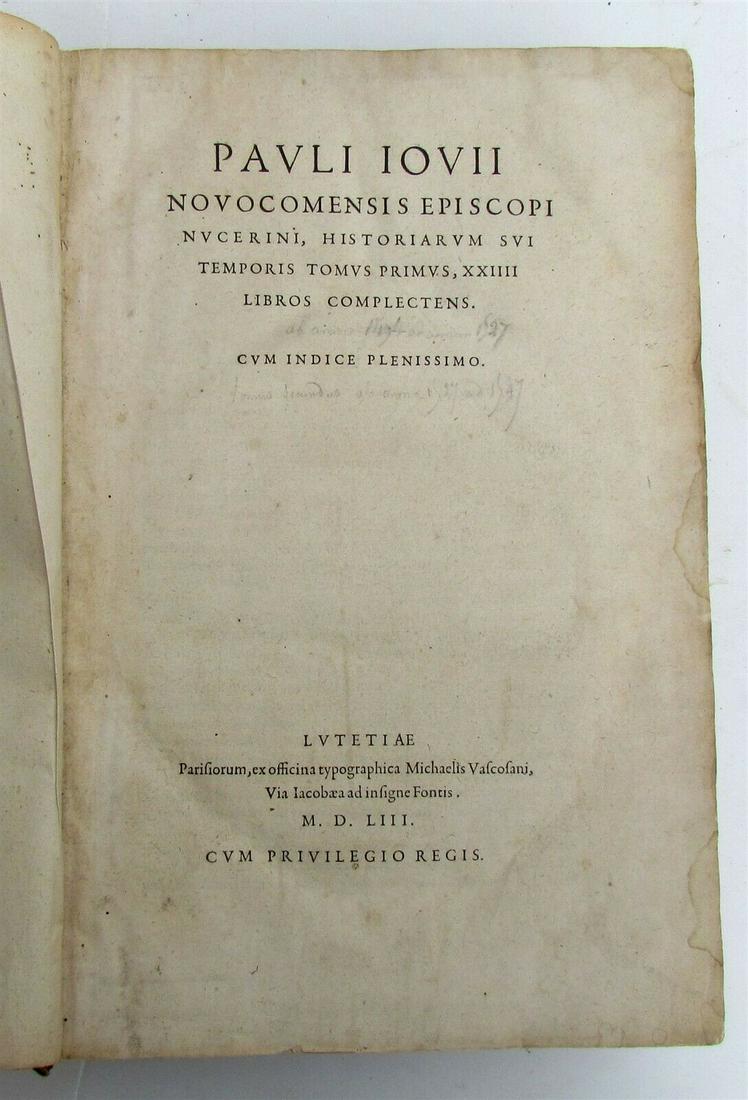 PAVLI IOVII
NOVOCOMENSIS EPISCOPI
NVCERINI, HISTORIARVM SVI
TEMPORIS TOMVS PRIMVS, XXIIII
LIBROS COMPLECTENS.
1527
CVM INDICE PLENISSIMO.
LVTETIAE
Pariſiorum, ex officina typographica Michaelis Vaſcoſani,
Via Iacobæa ad inſigne Fontis.
M. D. LIII.
CVM PRIVILEGIO REGIS.